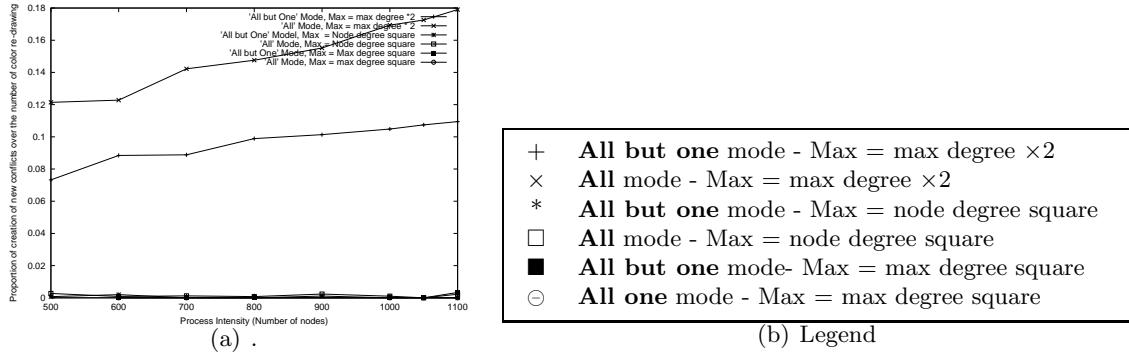 'All but One' Mode, Max = max degree *2
'All' Mode, Max = max degree * 2
'All but One' Model, Max = Node degree square
'All' Mode, Max = Node degree square
'All but One' Mode, Max = Max degree square
All' Mode, Max = max degree square
Proportion of creation of new conflicts over the number of color re-drawing
0.18
0.16
0.14
0.12
0.1
0.08
0.06
0.04
0.02
0
500 600 700 800 900 1000 1100
Process Intensity (Number of nodes)
(a) .
+ All but one mode - Max = max degree ×2
× All mode - Max = max degree ×2
* All but one mode - Max = node degree square
□ All mode - Max = node degree square
■ All but one mode- Max = max degree square
⊖ All one mode - Max = max degree square
(b) Legend